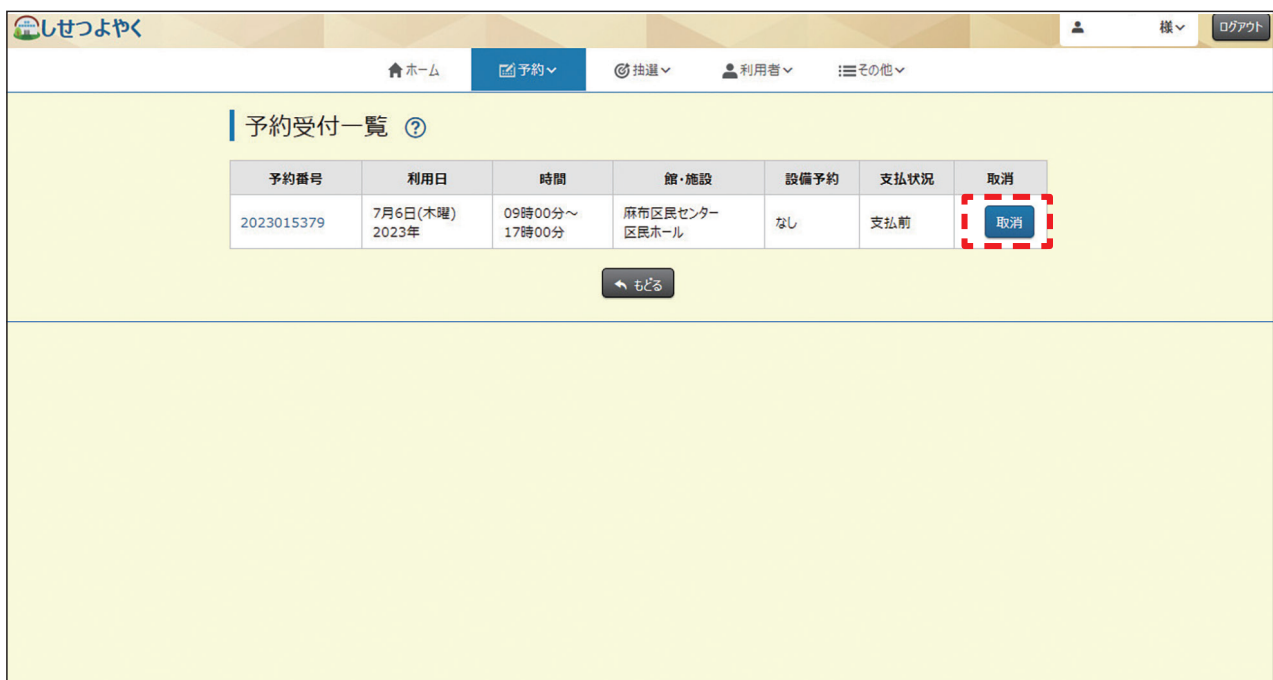 しせつよやく
様
ログアウト
ホーム
予約
抽選
利用者
その他
予約受付一覧 ?
予約番号 利用日 時間 館・施設 設備予約 支払状況 取消
2023015379 7月6日(木曜) 09時00分～ 麻布区民センター なし 支払前 取消
2023年 17時00分 区民ホール
もどる